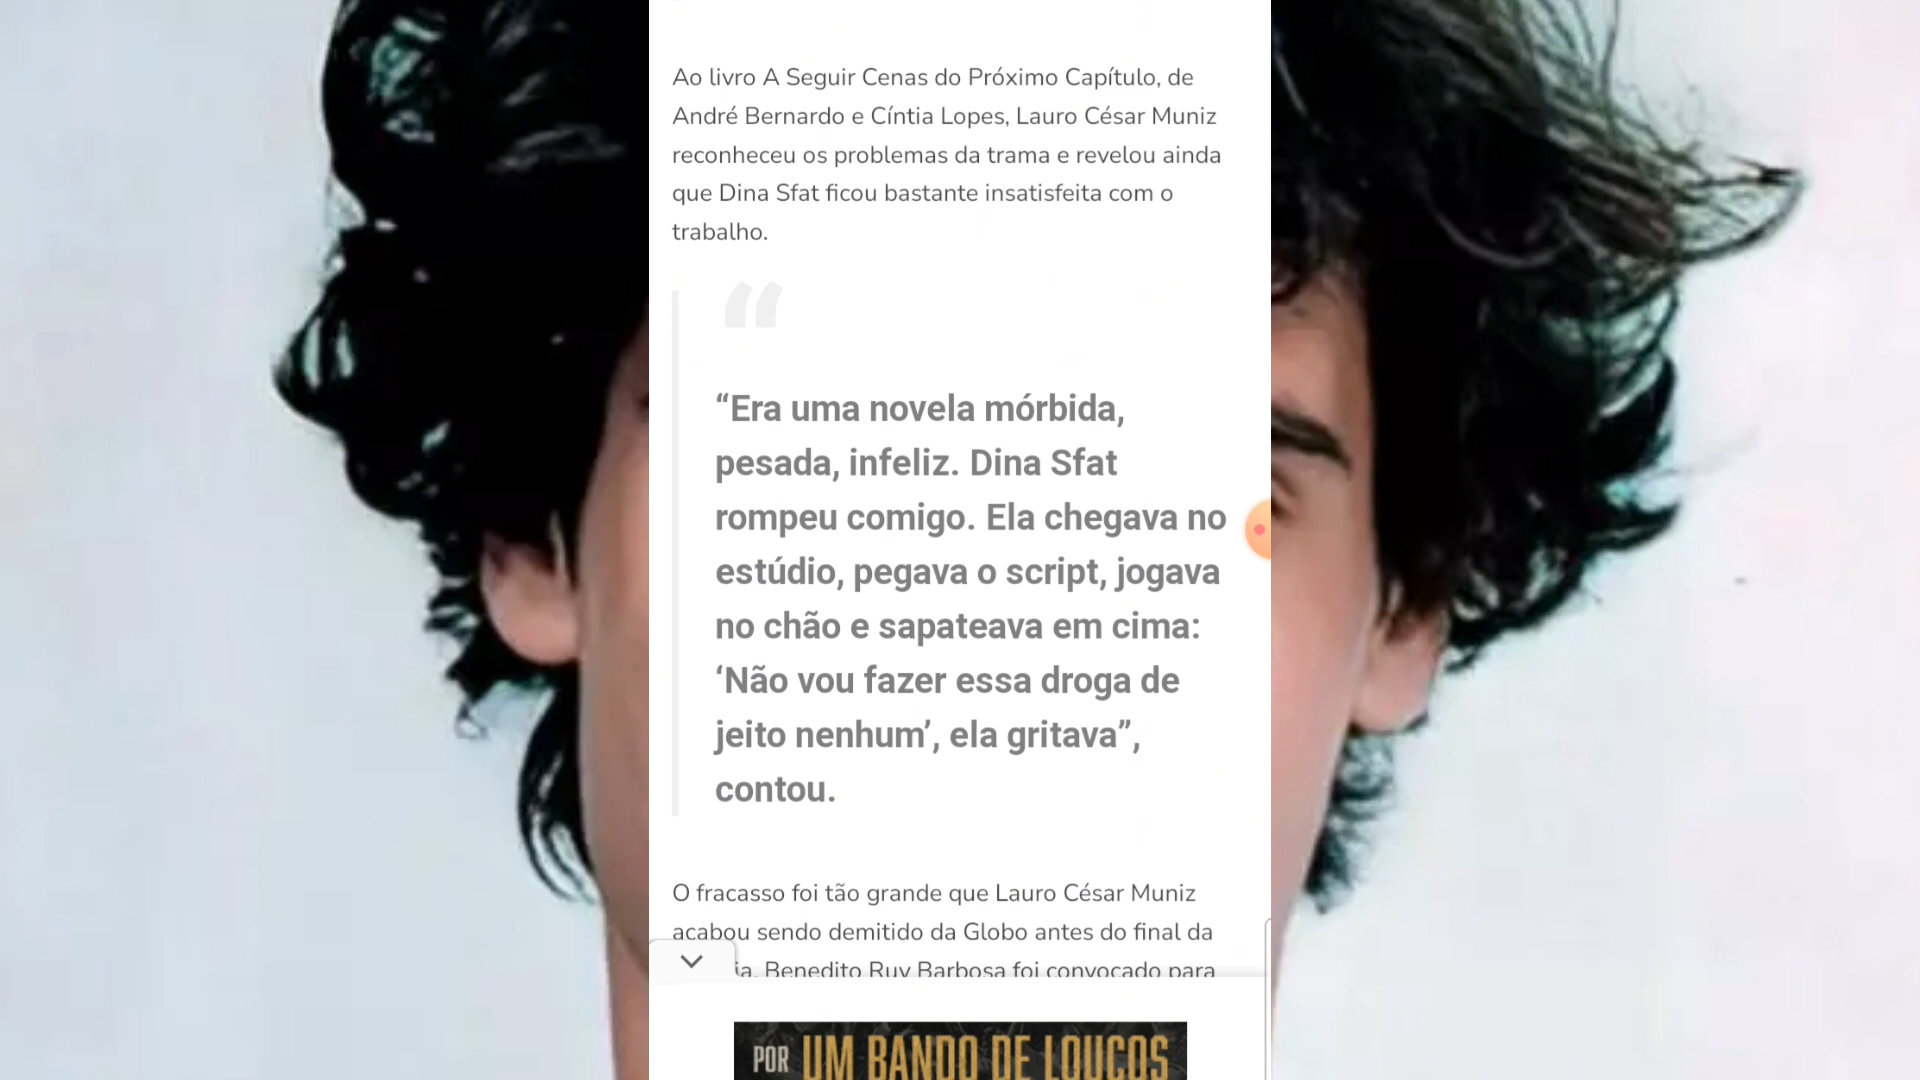 Ao livro A Seguir Cenas do Próximo Capítulo, de
André Bernardo e Cíntia Lopes, Lauro César Muniz
reconheceu os problemas da trama e revelou ainda
que Dina Sfat ficou bastante insatisfeita com o
trabalho.
“
“Era uma novela mórbida,
pesada, infeliz. Dina Sfat
rompeu comigo. Ela chegava no
estúdio, pegava o script, jogava
no chão e sapateava em cima:
‘Não vou fazer essa droga de
jeito nenhum’, ela gritava”,
contou.
O fracasso foi tão grande que Lauro César Muniz
acabou sendo demitido da Globo antes do final da
Benedito Ruy Barbosa foi convocado para
POR UM BANDO DE LOUCOS